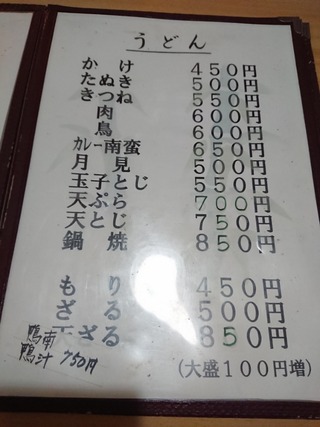 うどん
かけ 450円
たぬき 500円
きつね 550円
肉 600円
鳥 600円
カレー南蛮 650円
月見 500円
玉子とじ 550円
天ぷら 700円
天とじ 750円
鍋焼 850円
もり 450円
ざる 500円
天ざる 850円
鴨南
鴨汁 750円
(大盛100円増)